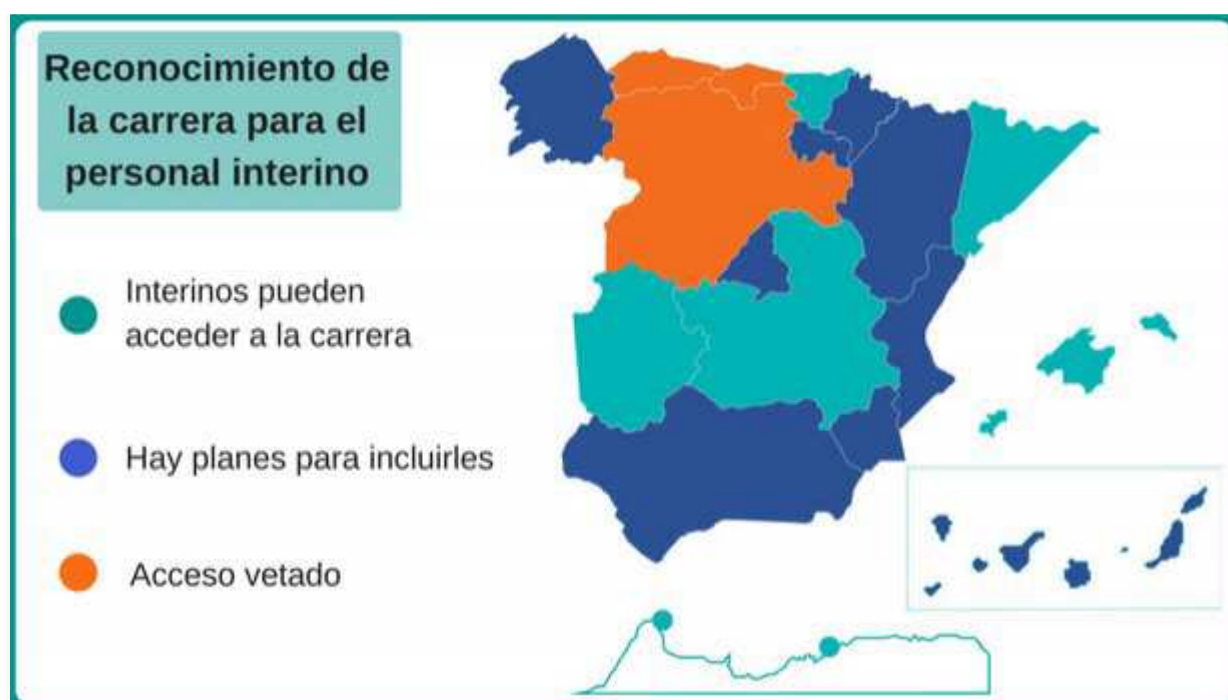 Reconocimiento de
la carrera para el
personal interino
Interinos pueden
acceder a la carrera
Hay planes para incluirles
Acceso vetado